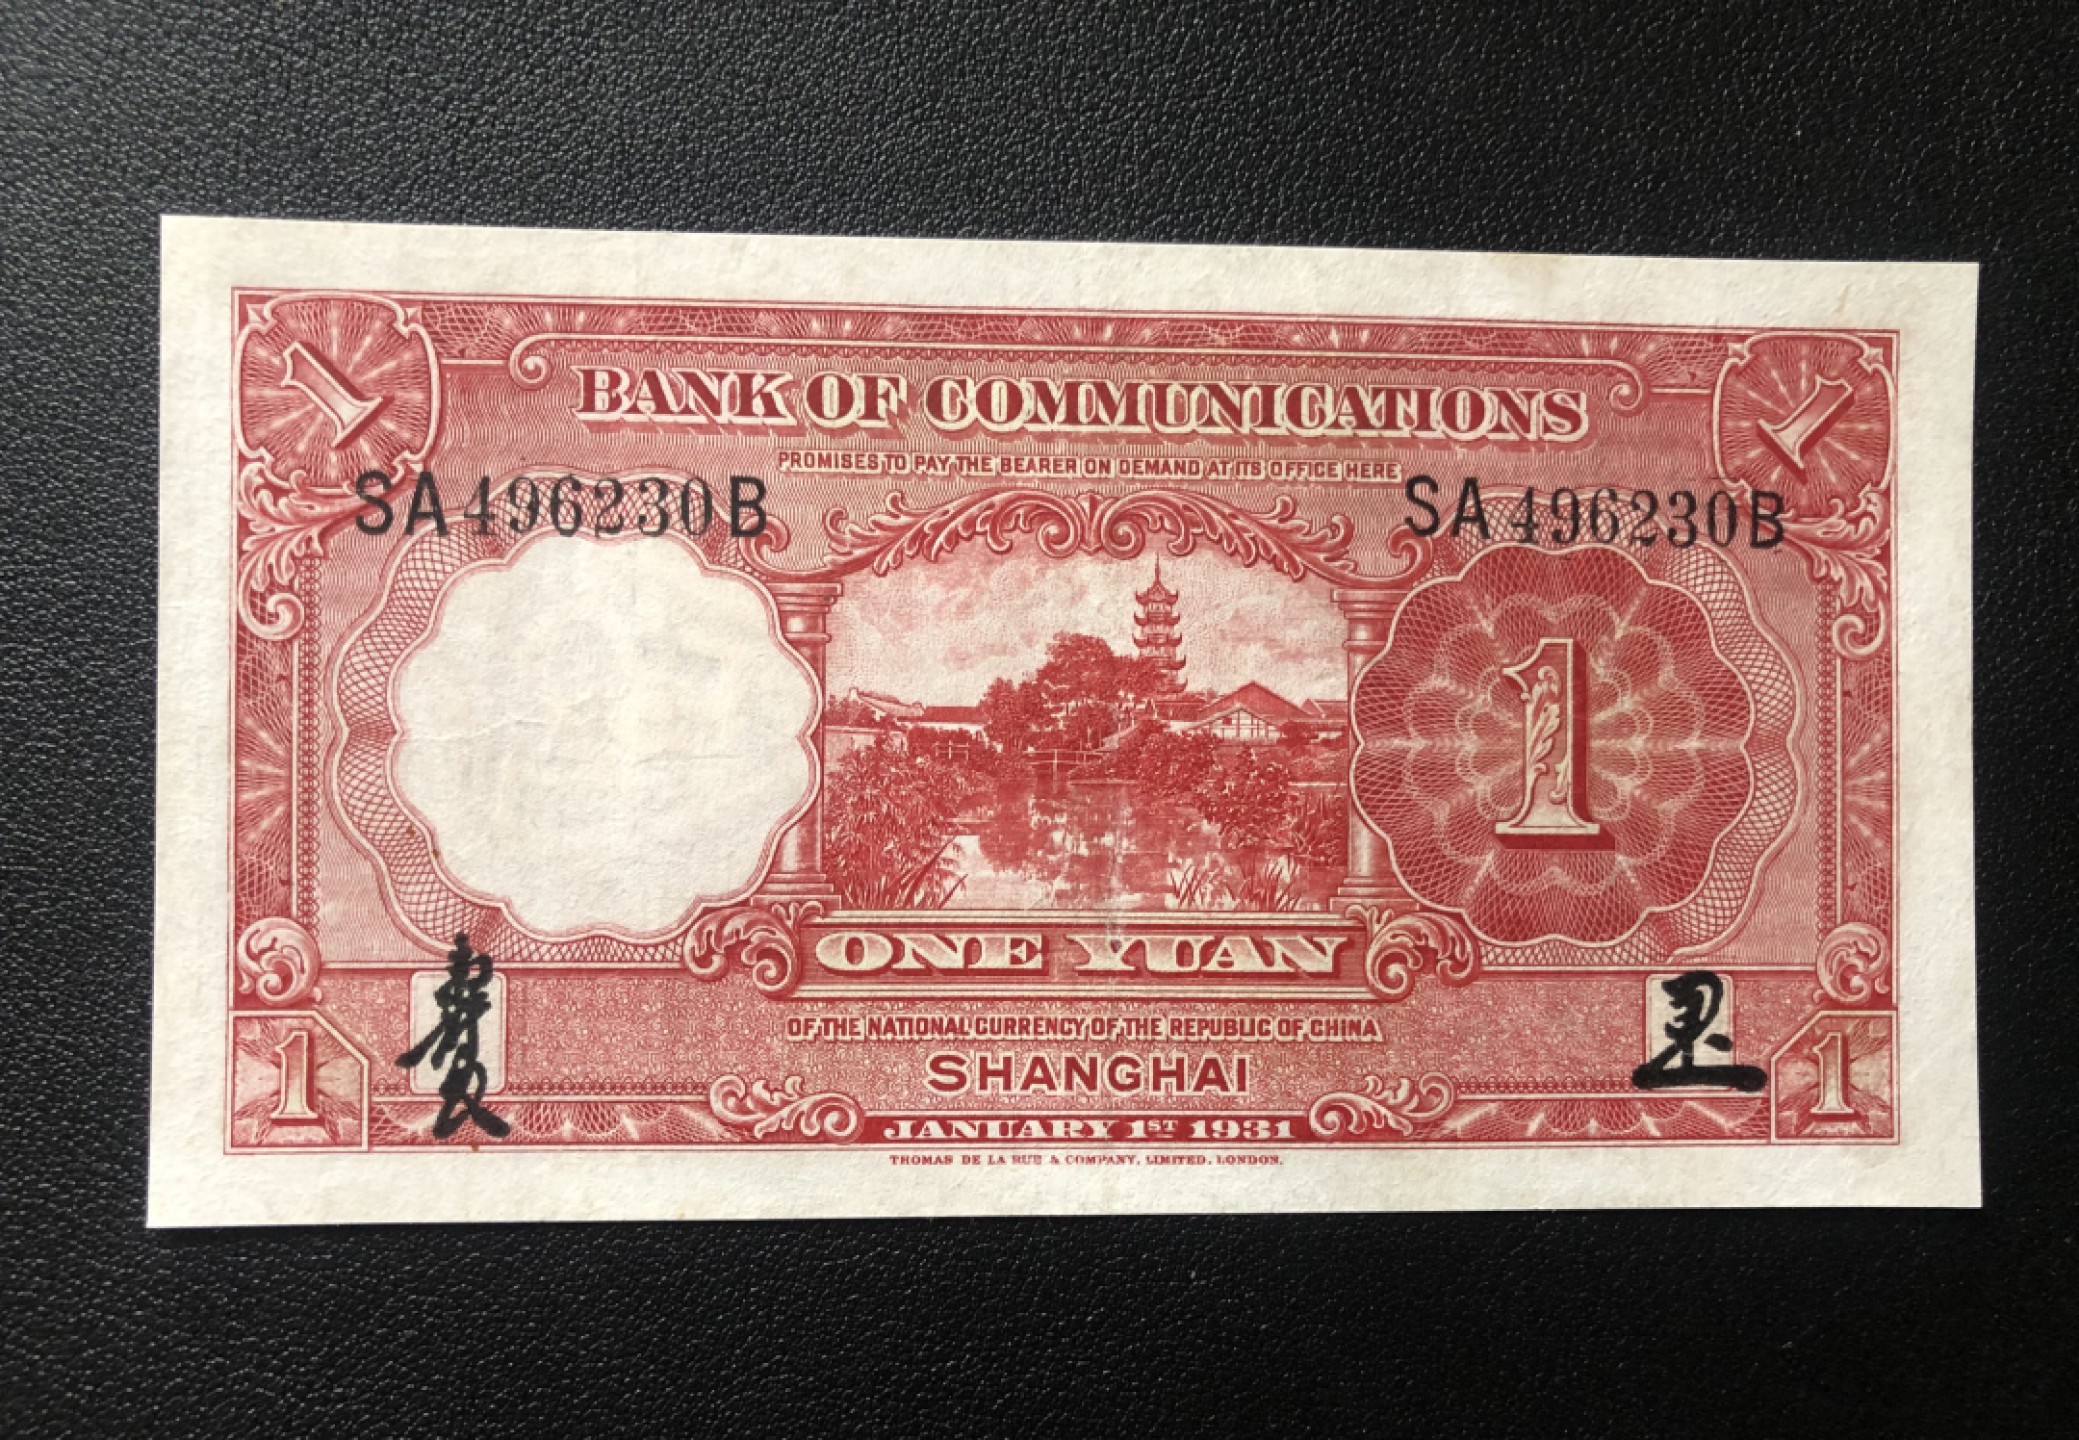 1 1
BANK OF COMMUNICATIONS
PROMISES TO PAY THE BEARER ON DEMAND AT ITS OFFICE HERE
SA496230B SA496230B
1
ONE YUAN
OF THE NATIONAL CURRENCY OF THE REPUBLIC OF CHINA
SHANGHAI
1 1
JANUARY 1ST 1931
THOMAS DE LA RUE & COMPANY, LIMITED, LONDON.